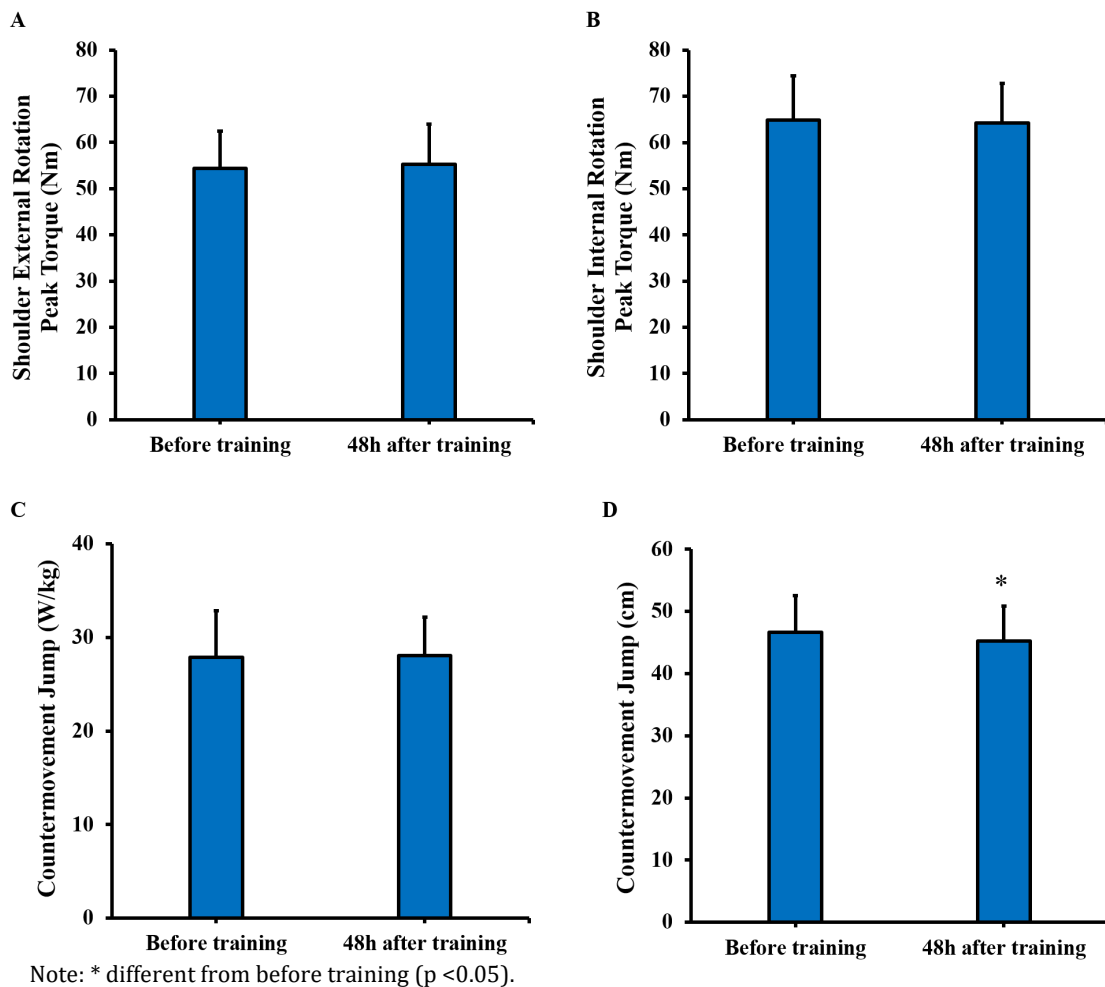 A
Shoulder External Rotation
Peak Torque (Nm)
80
70
60
50
40
30
20
10
0
Before training
48h after training
B
Shoulder Internal Rotation
Peak Torque (Nm)
80
70
60
50
40
30
20
10
0
Before training
48h after training
C
Countermovement Jump (W/kg)
40
30
20
10
0
Before training
48h after training
D
Countermovement Jump (cm)
60
50
40
30
20
10
0
*
Before training
48h after training
Note: * different from before training (p <0.05).